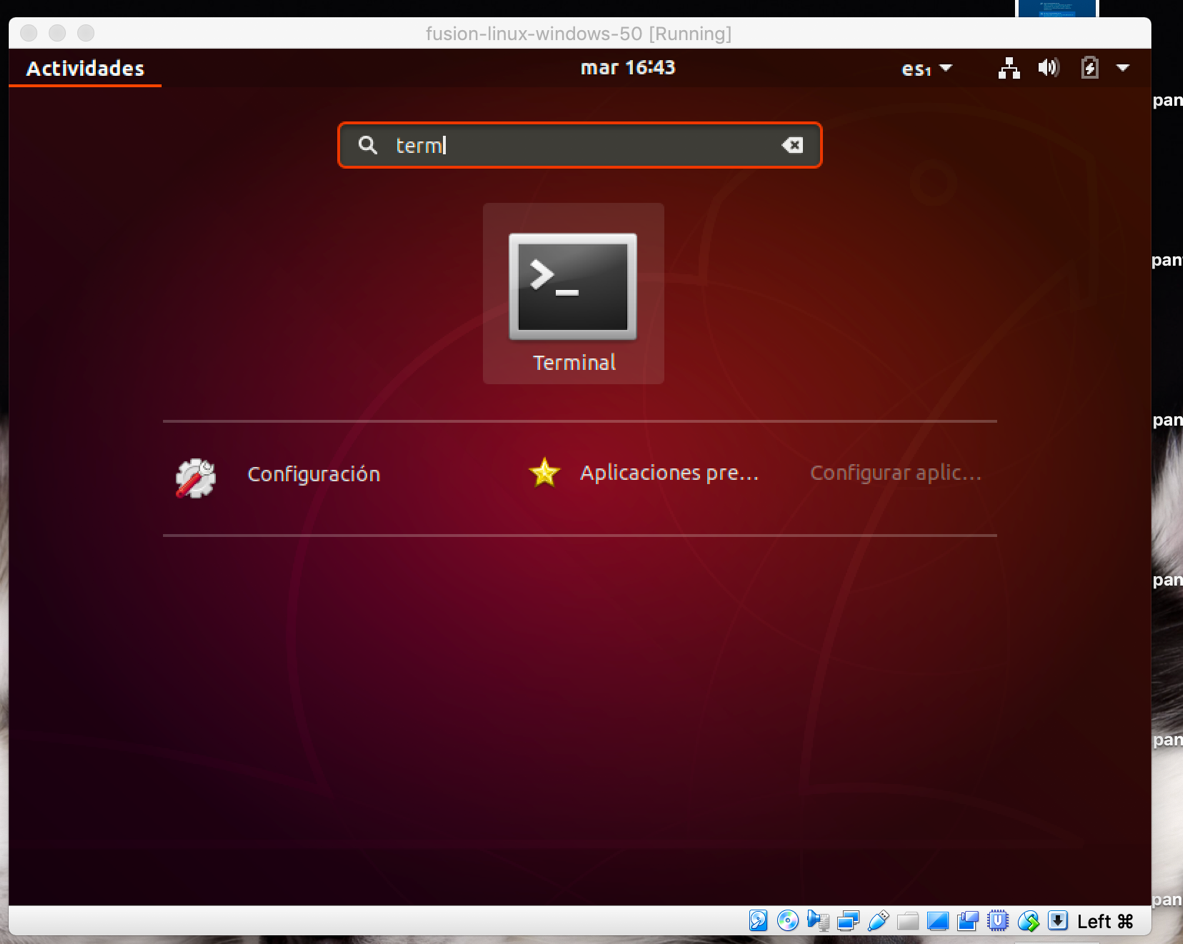 fusion-linux-windows-50 [Running]
Actividades
mar 16:43
es₁
term
Terminal
Configuración
Aplicaciones pre...
Configurar aplic...
Left ⌘
pan
pan
pan
pan
pan
pan